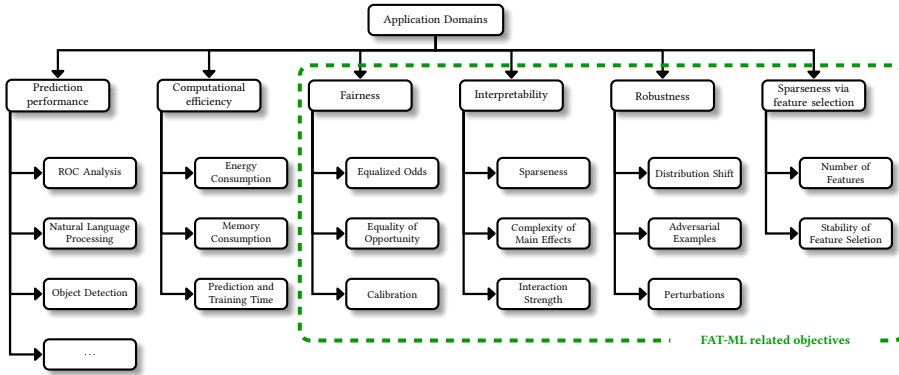 Application Domains
Prediction
performance
Computational
efficiency
Fairness
Interpretability
Robustness
Sparseness via
feature selection
ROC Analysis
Energy
Consumption
Equalized Odds
Sparseness
Distribution Shift
Number of
Features
Natural Language
Processing
Memory
Consumption
Equality of
Opportunity
Complexity of
Main Effects
Adversarial
Examples
Stability of
Feature Seletion
Object Detection
Prediction and
Training Time
Calibration
Interaction
Strength
Perturbations
...
FAT-ML related objectives